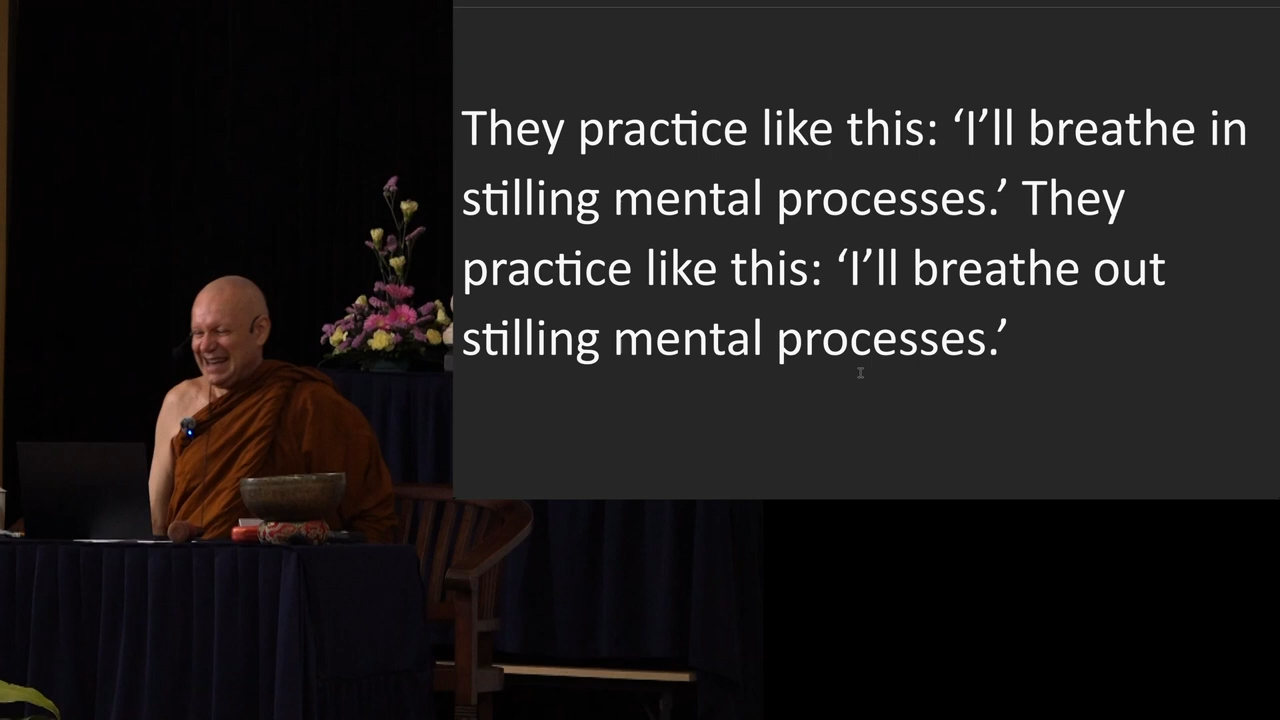 They practice like this: ‘I’ll breathe in
stilling mental processes.’ They
practice like this: ‘I’ll breathe out
stilling mental processes.’